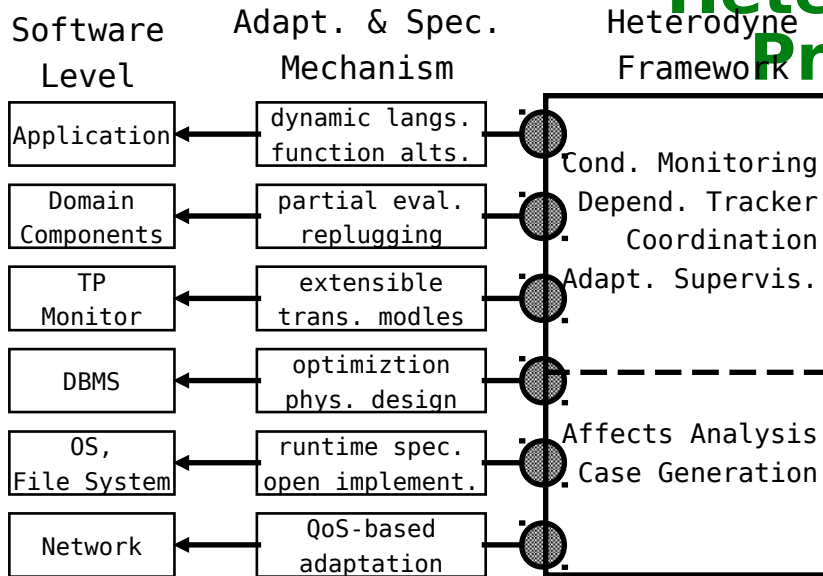 Software
Level
Adapt. & Spec.
Mechanism
Heterodyne
Framework
Application
dynamic langs.
function alts.
Domain
Components
partial eval.
replugging
TP
Monitor
extensible
trans. modles
DBMS
optimiztion
phys. design
OS,
File System
runtime spec.
open implement.
Network
QoS-based
adaptation
Cond. Monitoring
Depend. Tracker
Coordination
Adapt. Supervis.
Affects Analysis
Case Generation